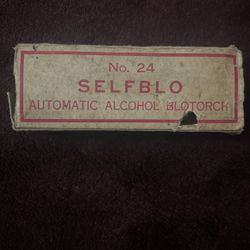 No. 24
SELFBLO
AUTOMATIC ALCOHOL BLOTORCH